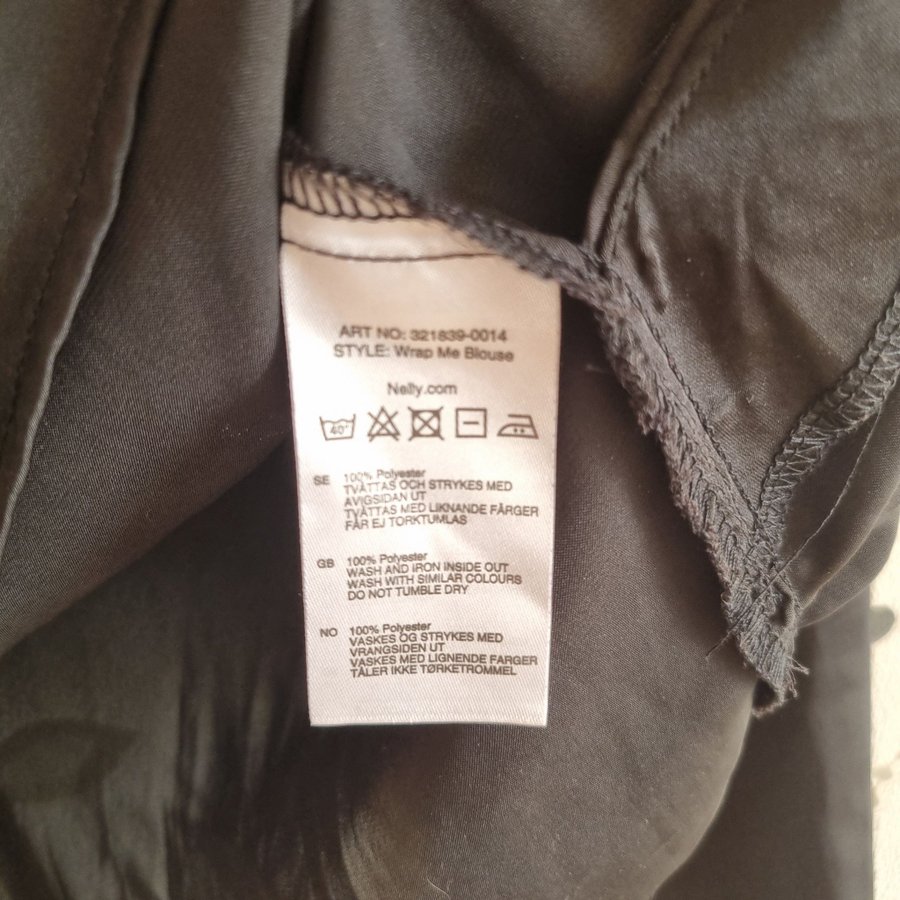 ART NO: 321839-0014
STYLE: Wrap Me Blouse
Nelly.com
40°
SE 100% Polyester
TVÄTTAS OCH STRYKES MED
AVIGSIDAN UT
TVÄTTAS MED LIKNANDE FÄRGER
FÅR EJ TORKTUMLAS
GB 100% Polyester
WASH AND IRON INSIDE OUT
WASH WITH SIMILAR COLOURS
DO NOT TUMBLE DRY
NO 100% Polyester
VASKES OG STRYKES MED
VRANGSIDEN UT
VASKES MED LIGNENDE FARGER
TÅLER IKKE TØRKETROMMEL